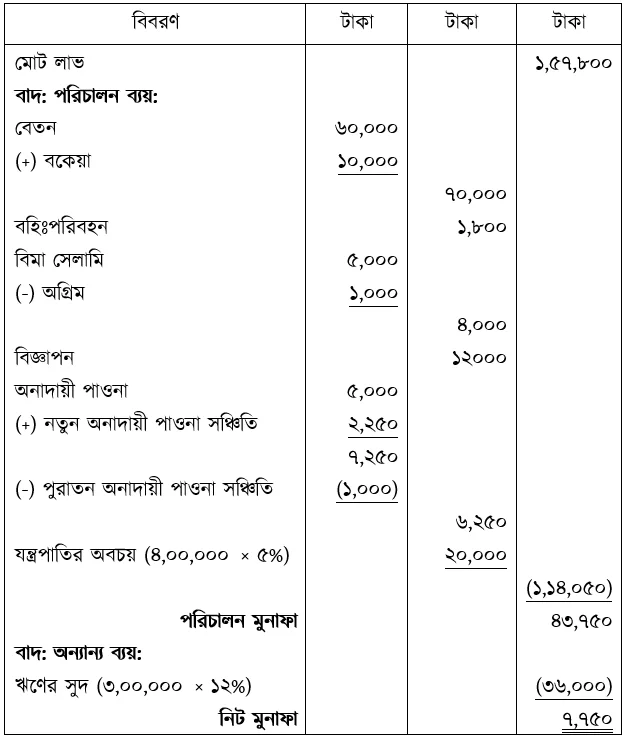 বিবরণ টাকা টাকা টাকা
মোট লাভ ১,৫৭,৮০০
বাদ: পরিচালন ব্যয়:
বেতন ৬০,০০০
(+) বকেয়া ১০,০০০
৭০,০০০
বহিঃপরিবহন ১,৮০০
বিমা সেলামি ৫,০০০
(-) অগ্রিম ১,০০০
৪,০০০
বিজ্ঞাপন ১২০০০
অনাদায়ী পাওনা ৫,০০০
(+) নতুন অনাদায়ী পাওনা সঞ্চিতি ২,২৫০
৭,২৫০
(-) পুরাতন অনাদায়ী পাওনা সঞ্চিতি (১,০০০)
৬,২৫০
যন্ত্রপাতির অবচয় (৪,০০,০০০ × ৫%) ২০,০০০
(১,১৪,০৫০)
পরিচালন মুনাফা ৪৩,৭৫০
বাদ: অন্যান্য ব্যয়:
ঋণের সুদ (৩,০০,০০০ × ১২%) (৩৬,০০০)
নিট মুনাফা ৭,৭৫০